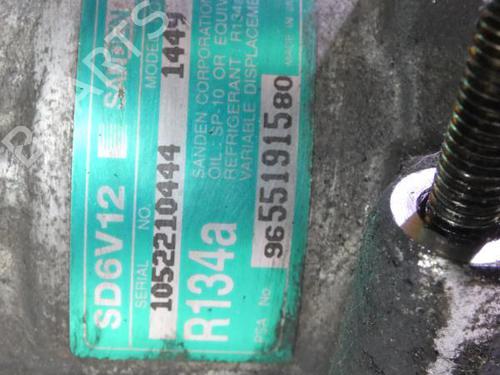 SANDEN
SD6V12
MODEL 1449
SERIAL NO.
1052210444
SANDEN CORPORATION
OIL : SP-10 OR EQUIV
REFRIGERANT : R134a
VARIABLE DISPLACEMENT
MADE IN
R134a
PSA No. 9655191580